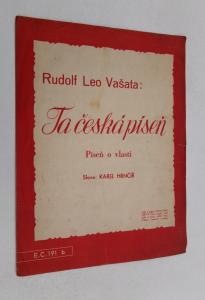 Rudolf Leo Vašata:
Ta česká píseň
Píseň o vlasti
Slova: KAREL HRNČÍŘ
E.C. 191 b